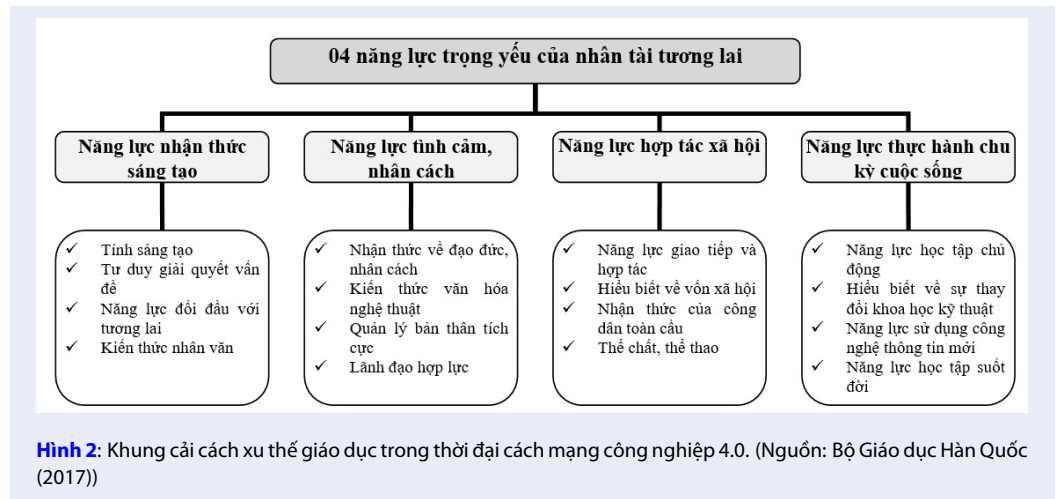 04 năng lực trọng yếu của nhân tài tương lai
Năng lực nhận thức
sáng tạo
Năng lực tình cảm,
nhân cách
Năng lực hợp tác xã hội
Năng lực thực hành chu
kỳ cuộc sống
✓ Tính sáng tạo
✓ Tư duy giải quyết vấn
đề
✓ Năng lực đối đầu với
tương lai
✓ Kiến thức nhân văn
✓ Nhận thức về đạo đức,
nhân cách
✓ Kiến thức văn hóa
nghệ thuật
✓ Quản lý bản thân tích
cực
✓ Lãnh đạo hợp lực
✓ Năng lực giao tiếp và
hợp tác
✓ Hiểu biết về vốn xã hội
✓ Nhận thức của công
dân toàn cầu
✓ Thể chất, thể thao
✓ Năng lực học tập chủ
động
✓ Hiểu biết về sự thay
đổi khoa học kỹ thuật
✓ Năng lực sử dụng công
nghệ thông tin mới
✓ Năng lực học tập suốt
đời
Hình 2: Khung cải cách xu thế giáo dục trong thời đại cách mạng công nghiệp 4.0. (Nguồn: Bộ Giáo dục Hàn Quốc
(2017))